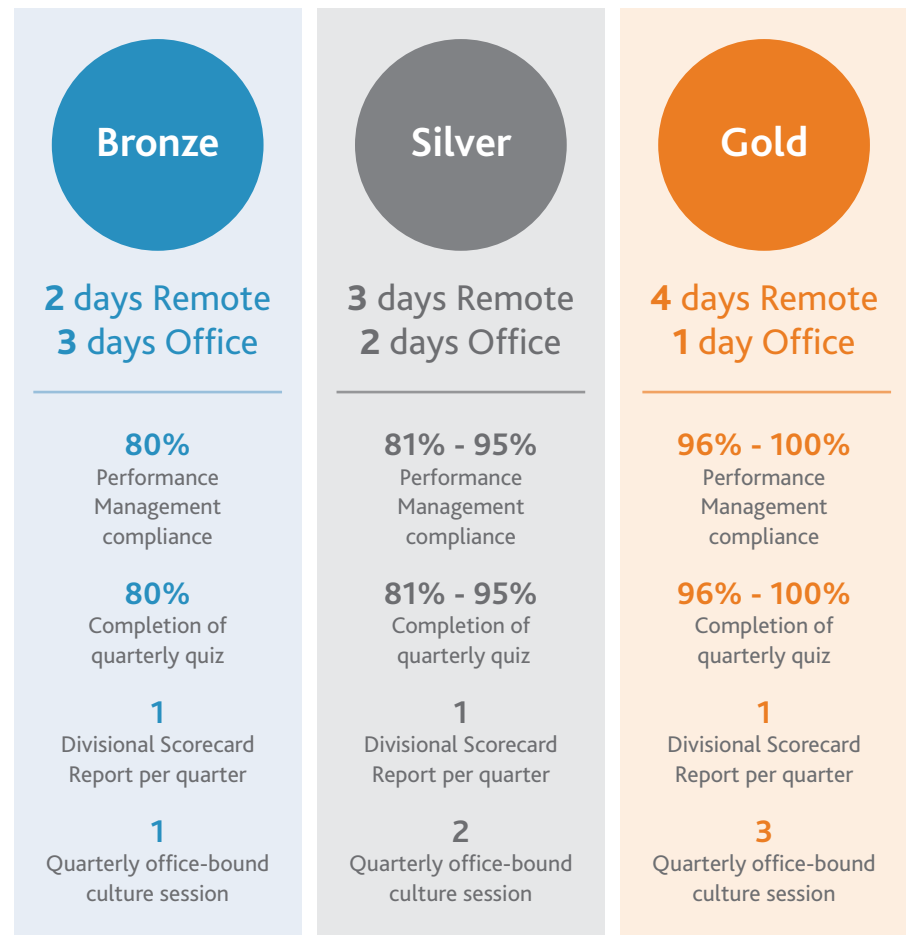 Bronze
2 days Remote
3 days Office
80%
Performance
Management
compliance
80%
Completion of
quarterly quiz
1
Divisional Scorecard
Report per quarter
1
Quarterly office-bound
culture session
Silver
3 days Remote
2 days Office
81% - 95%
Performance
Management
compliance
81% - 95%
Completion of
quarterly quiz
1
Divisional Scorecard
Report per quarter
2
Quarterly office-bound
culture session
Gold
4 days Remote
1 day Office
96% - 100%
Performance
Management
compliance
96% - 100%
Completion of
quarterly quiz
1
Divisional Scorecard
Report per quarter
3
Quarterly office-bound
culture session